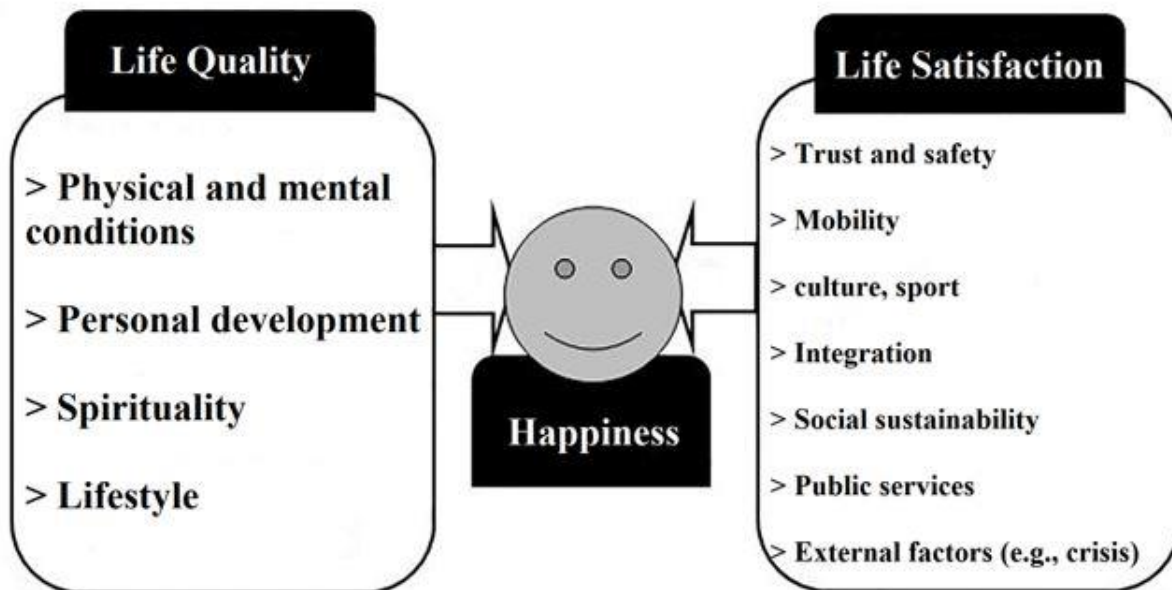 Life Quality
> Physical and mental
conditions
> Personal development
> Spirituality
> Lifestyle
Happiness
Life Satisfaction
> Trust and safety
> Mobility
> culture, sport
> Integration
> Social sustainability
> Public services
> External factors (e.g., crisis)